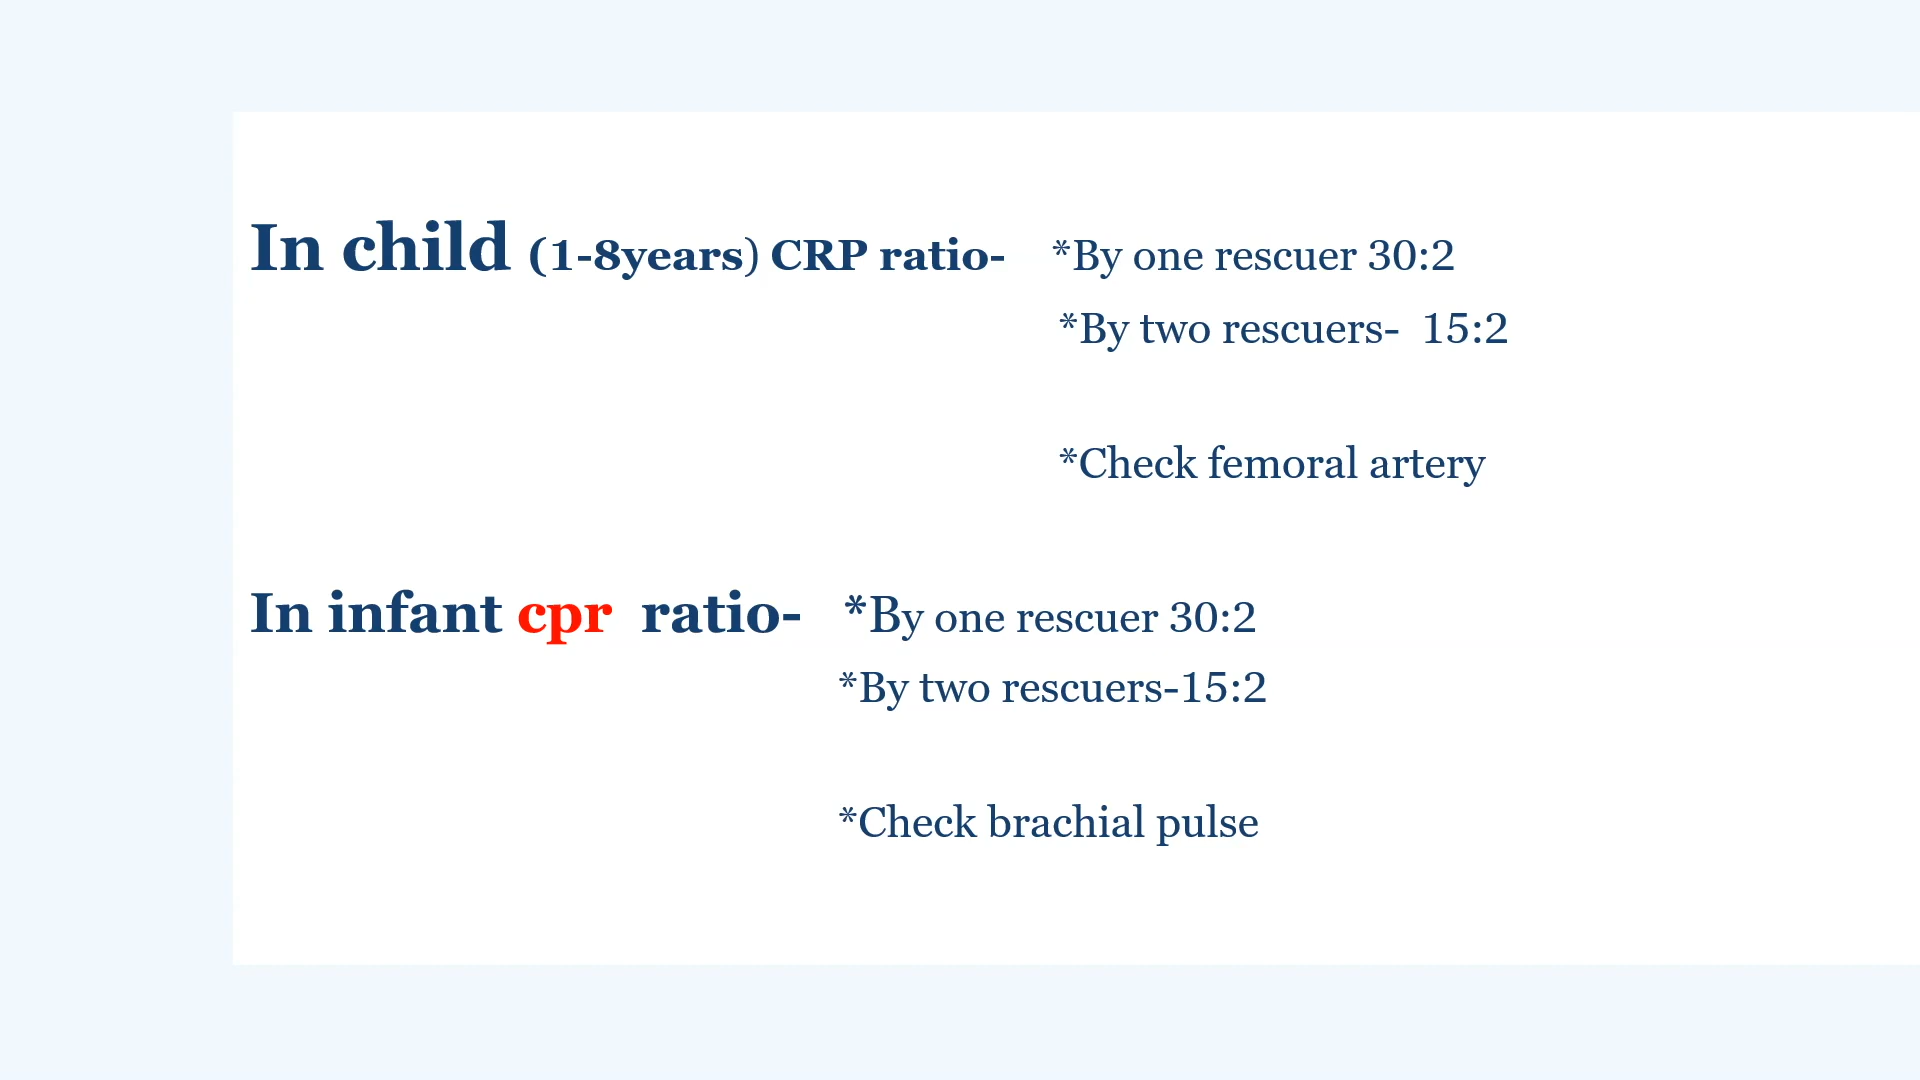 In child (1-8years) CRP ratio- *By one rescuer 30:2
*By two rescuers- 15:2
*Check femoral artery
In infant cpr ratio- *By one rescuer 30:2
*By two rescuers-15:2
*Check brachial pulse